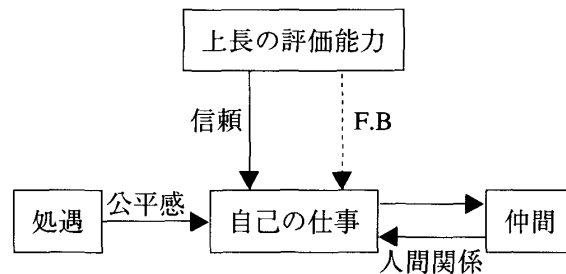 上長の評価能力
信頼
F.B
処遇
公平感
自己の仕事
仲間
人間関係